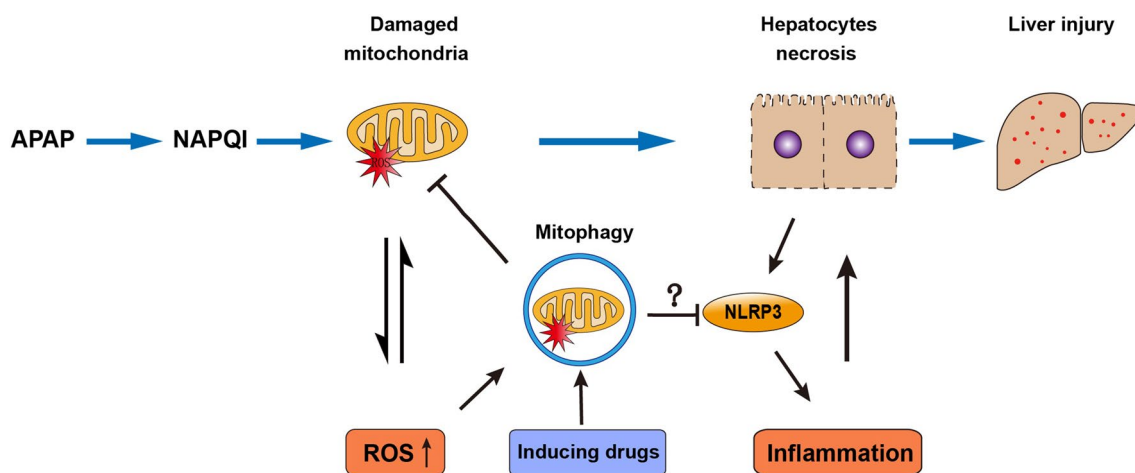 Damaged
mitochondria
Hepatocytes
necrosis
Liver injury
APAP
NAPQI
ROS
Mitophagy
?
NLRP3
ROS ↑
Inducing drugs
Inflammation